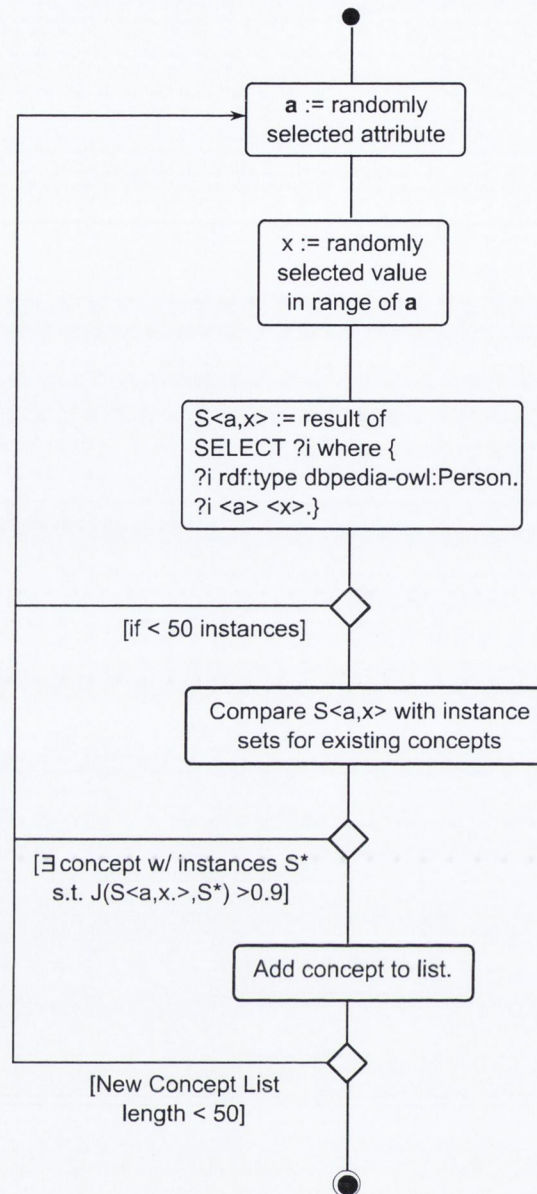 a := randomly
selected attribute
x := randomly
selected value
in range of a
S<a,x> := result of
SELECT ?i where {
?i rdf:type dbpedia-owl:Person.
?i <a> <x>.}
[if < 50 instances]
Compare S<a,x> with instance
sets for existing concepts
[∃ concept w/ instances S*
s.t. J(S<a,x.>,S*) >0.9]
Add concept to list.
[New Concept List
length < 50]